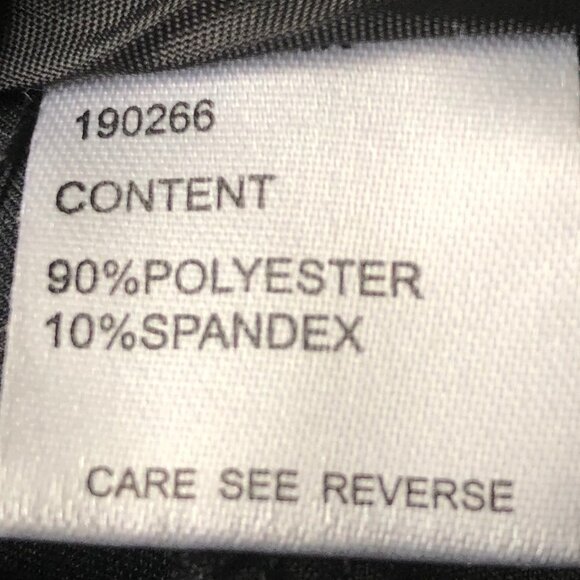 190266
CONTENT
90%POLYESTER
10%SPANDEX
CARE SEE REVERSE